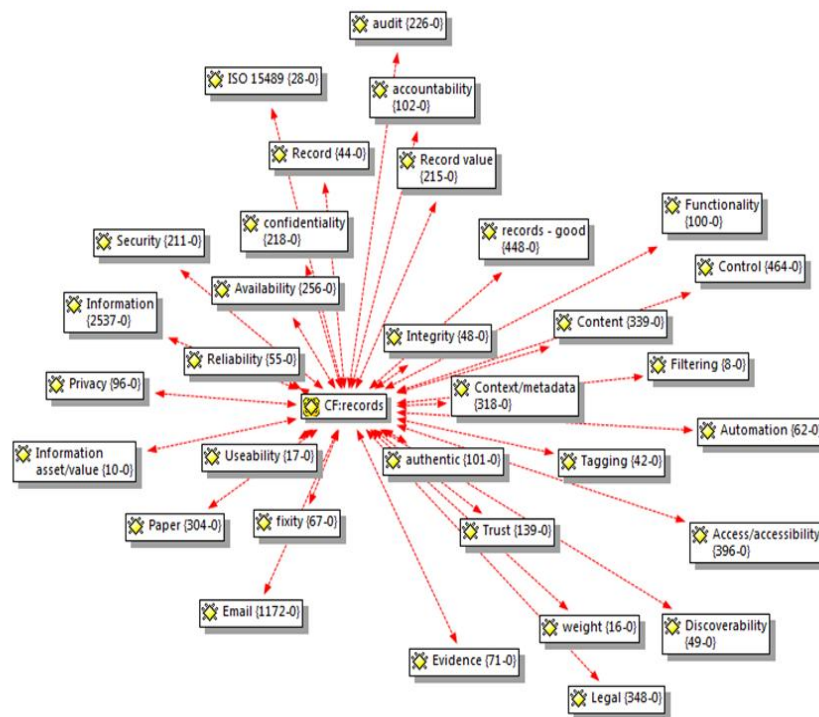 audit {226-0}
ISO 15489 {28-0}
accountability
{102-0}
Record {44-0}
Record value
{215-0}
Functionality
{100-0}
confidentiality
{218-0}
records - good
{448-0}
Security {211-0}
Control {464-0}
Availability {256-0}
Information
{2537-0}
Content {339-0}
Integrity {48-0}
Reliability {55-0}
Filtering {8-0}
Privacy {96-0}
Context/metadata
{318-0}
CF:records
Automation {62-0}
Information
asset/value {10-0}
Useability {17-0}
authentic {101-0}
Tagging {42-0}
Paper {304-0}
fixity {67-0}
Trust {139-0}
Access/accessibility
{396-0}
Email {1172-0}
weight {16-0}
Discoverability
{49-0}
Evidence {71-0}
Legal {348-0}